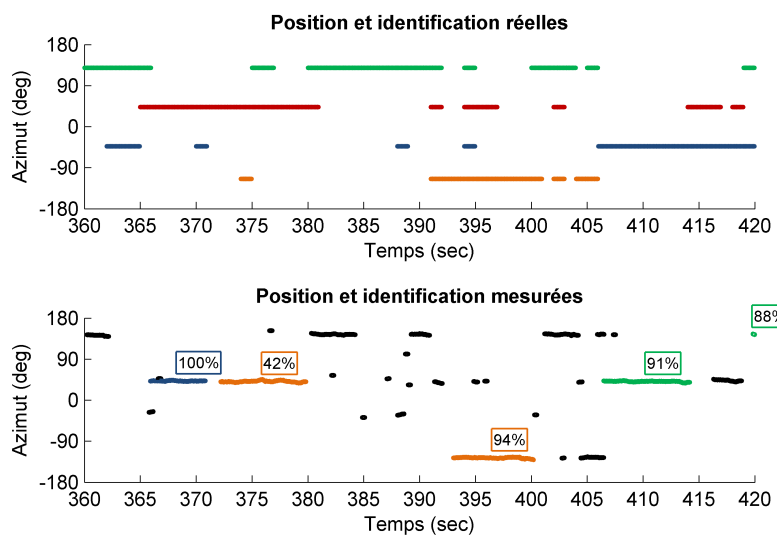 Position et identification réelles
180
90
0
-90
-180
Azimut (deg)
360 365 370 375 380 385 390 395 400 405 410 415 420
Temps (sec)
Position et identification mesurées
180
90
0
-90
-180
Azimut (deg)
88%
100%
42%
91%
94%
360 365 370 375 380 385 390 395 400 405 410 415 420
Temps (sec)